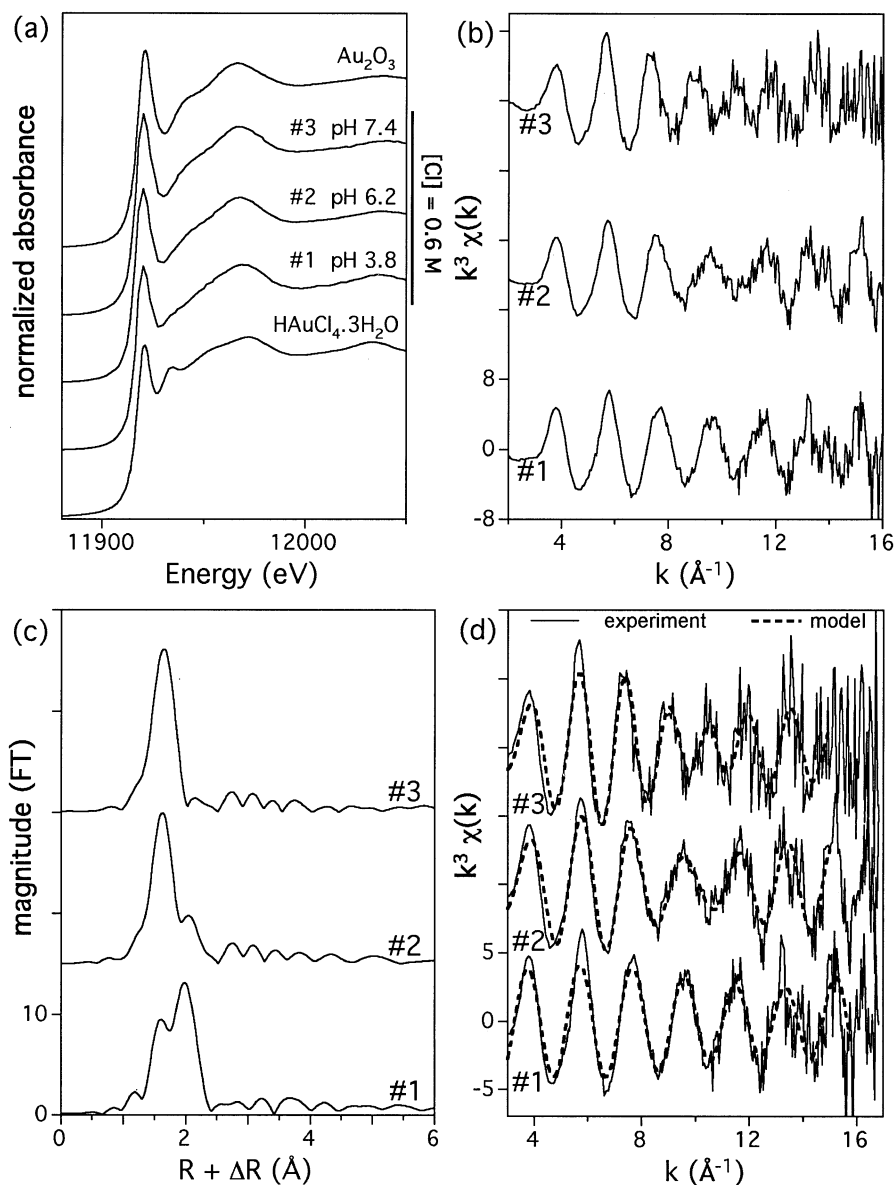 (a)
Au₂O₃
#3 pH 7.4
#2 pH 6.2
#1 pH 3.8
HAuCl₄.3H₂O
[Cl] = 0.6 M
normalized absorbance
11900 12000
Energy (eV)
(b)
#3
#2
#1
k³ χ(k)
8
0
-8
4 8 12 16
k (Å⁻¹)
(c)
#3
#2
#1
magnitude (FT)
10
0
0 2 4 6
R + ΔR (Å)
(d)
experiment model
#3
#2
#1
k³ χ(k)
5
0
-5
4 8 12 16
k (Å⁻¹)